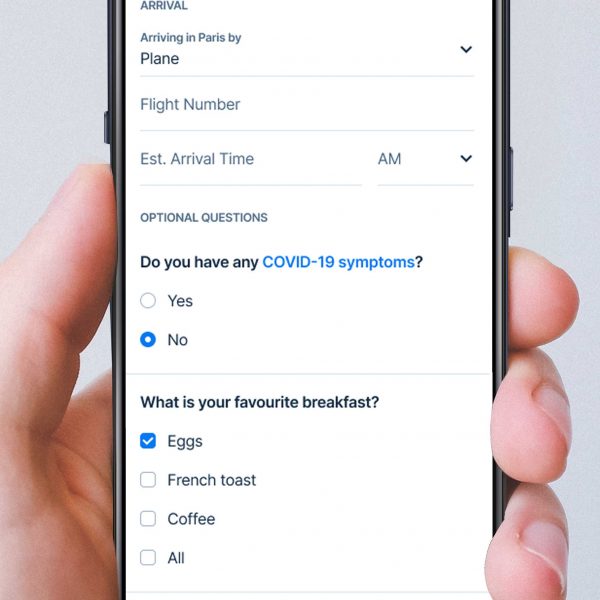 ARRIVAL
Arriving in Paris by
Plane
Flight Number
Est. Arrival Time AM
OPTIONAL QUESTIONS
Do you have any COVID-19 symptoms?
Yes
No
What is your favourite breakfast?
Eggs
French toast
Coffee
All